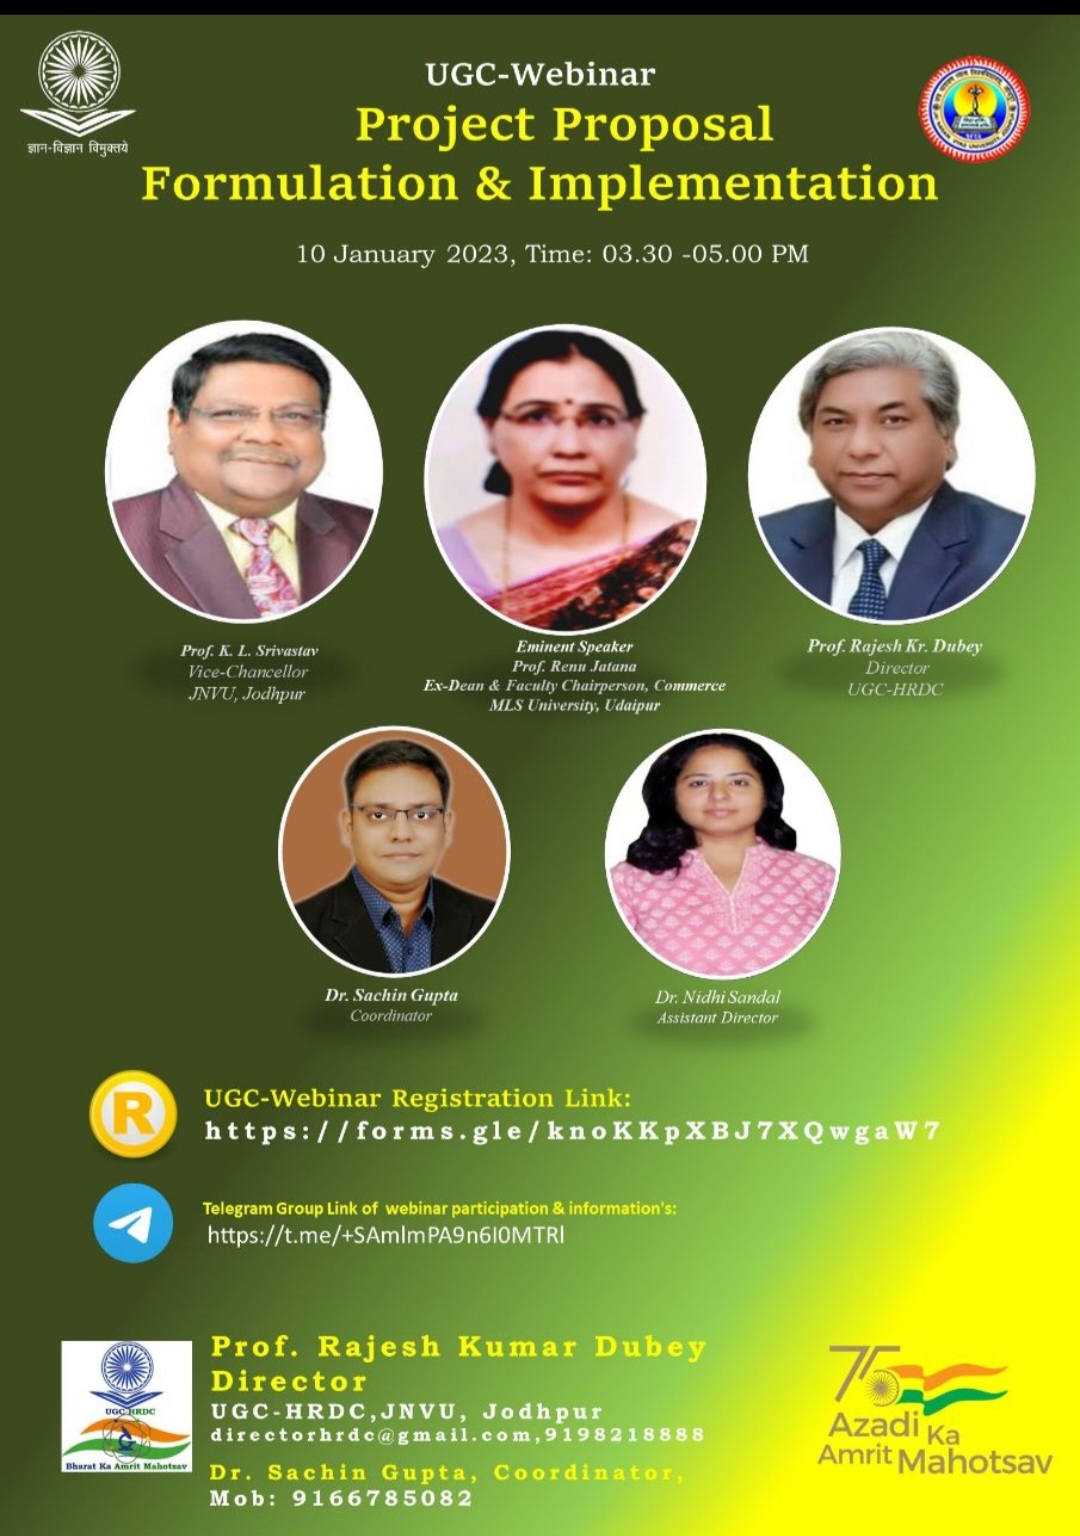 ज्ञान-विज्ञान विमुक्तये
UGC-Webinar
Project Proposal
Formulation & Implementation
10 January 2023, Time: 03.30 -05.00 PM
Prof. K. L. Srivastav
Vice-Chancellor
JNVU, Jodhpur
Eminent Speaker
Prof. Renu Jatana
Ex-Dean & Faculty Chairperson, Commerce
MLS University, Udaipur
Prof. Rajesh Kr. Dubey
Director
UGC-HRDC
Dr. Sachin Gupta
Coordinator
Dr. Nidhi Sandal
Assistant Director
R
UGC-Webinar Registration Link:
https://forms.gle/knoKKpXBJ7XQwgaW7
Telegram Group Link of webinar participation & information's:
https://t.me/+SAmlmPA9n6I0MTRl
UGC-HRDC
Bharat Ka Amrit Mahotsav
Prof. Rajesh Kumar Dubey
Director
UGC-HRDC,JNVU, Jodhpur
directorhrdc@gmail.com,9198218888
Dr. Sachin Gupta, Coordinator,
Mob: 9166785082
75
Azadi Ka
Amrit Mahotsav